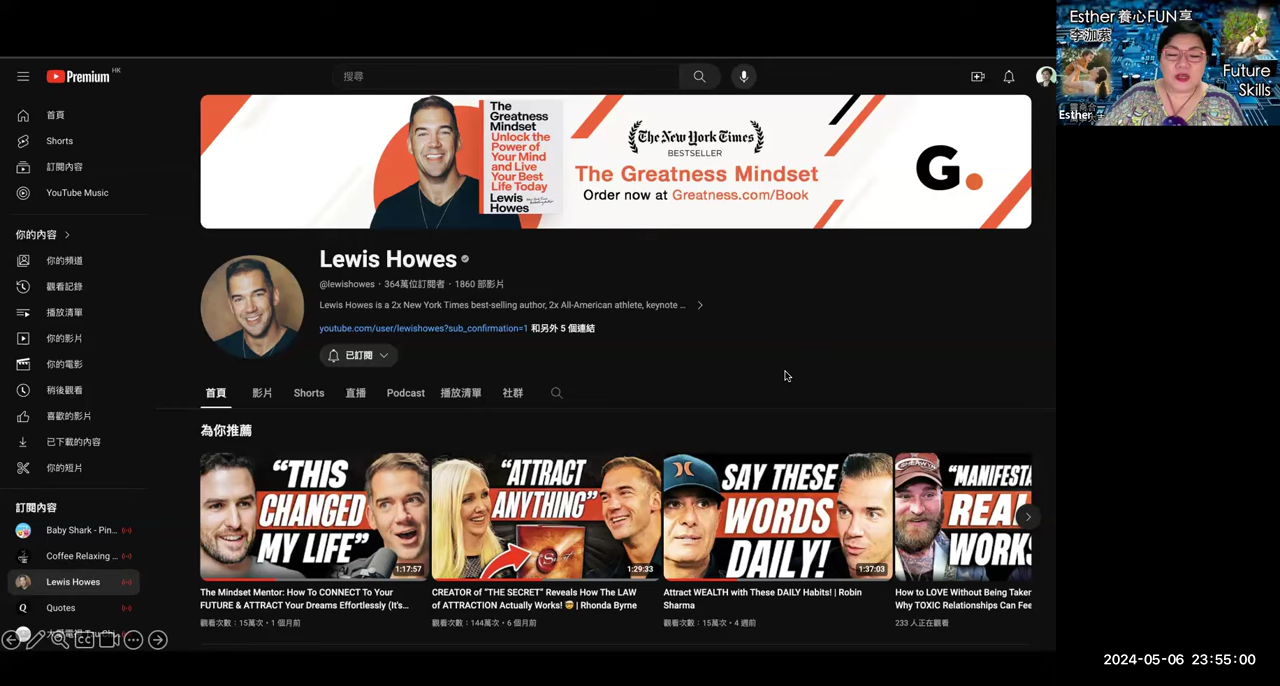 Premium HK
搜尋
首頁
Shorts
訂閱內容
YouTube Music
你的內容
你的頻道
觀看記錄
播放清單
你的影片
你的電影
稍後觀看
喜歡的影片
已下載的內容
你的短片
訂閱內容
Baby Shark - Pin...
Coffee Relaxing ...
Lewis Howes
Quotes
The
Greatness
Mindset
Unlock the
Power of
Your Mind
and Live
Your Best
Life Today
Lewis
Howes
The New York Times
BESTSELLER
The Greatness Mindset
Order now at Greatness.com/Book
G.
Lewis Howes
@lewishowes・364萬位訂閱者・1860 部影片
Lewis Howes is a 2x New York Times best-selling author, 2x All-American athlete, keynote ...
youtube.com/user/lewishowes?sub_confirmation=1 和另外 5 個連結
已訂閱
首頁
影片
Shorts
直播
Podcast
播放清單
社群
為你推薦
"THIS
CHANGED
MY LIFE"
1:17:57
The Mindset Mentor: How To CONNECT To Your
FUTURE & ATTRACT Your Dreams Effortlessly (It's...
觀看次數：15萬次・1 個月前
"ATTRACT
ANYTHING"
1:29:33
CREATOR of "THE SECRET" Reveals How The LAW
of ATTRACTION Actually Works! 🤯 | Rhonda Byrne
觀看次數：144萬次・6 個月前
SAY THESE
WORDS
DAILY!
1:37:03
Attract WEALTH with These DAILY Habits! | Robin
Sharma
觀看次數：15萬次・4 週前
"MANIFESTA
REA
WORK
How to LOVE Without Being Taken
Why TOXIC Relationships Can Fee
233 人正在觀看
Esther 養心FUN享
李泇縈
Future
Skills
Esther
2024-05-06 23:55:00